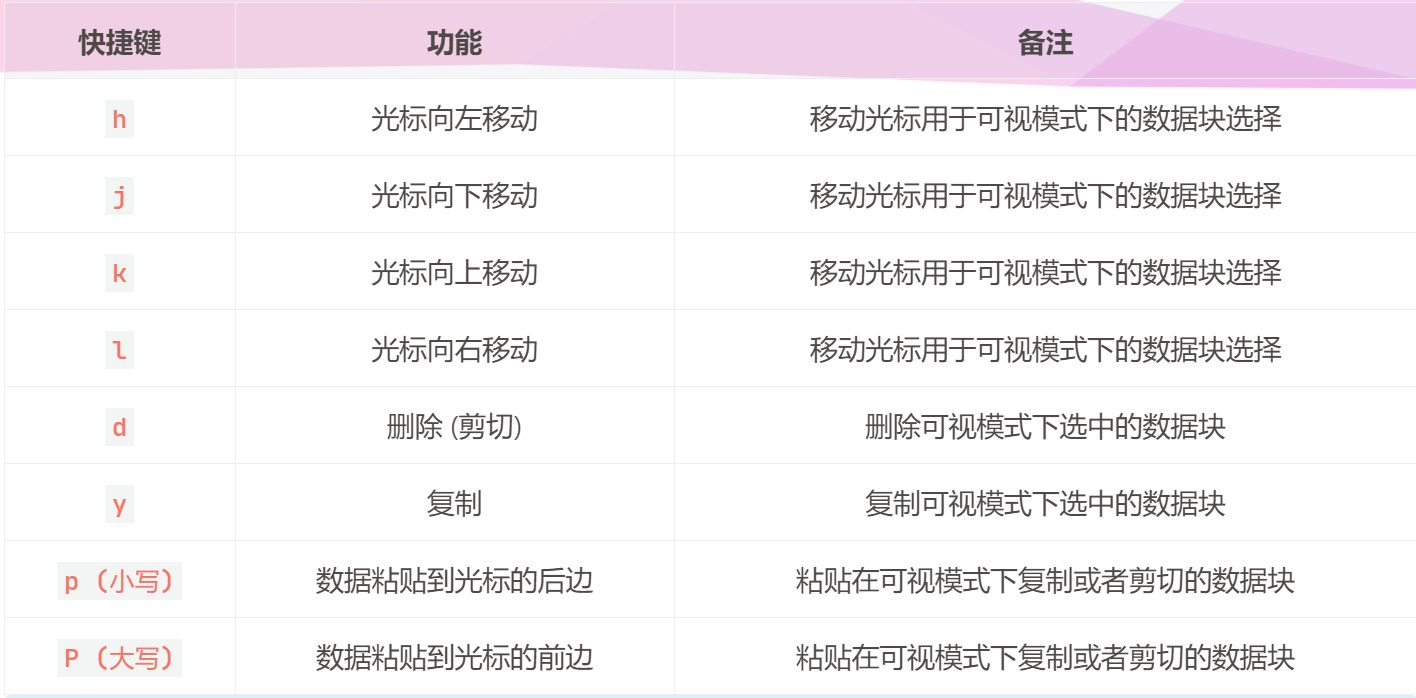 快捷键 功能 备注
h 光标向左移动 移动光标用于可视模式下的数据块选择
j 光标向下移动 移动光标用于可视模式下的数据块选择
k 光标向上移动 移动光标用于可视模式下的数据块选择
l 光标向右移动 移动光标用于可视模式下的数据块选择
d 删除 (剪切) 删除可视模式下选中的数据块
y 复制 复制可视模式下选中的数据块
p (小写) 数据粘贴到光标的后边 粘贴在可视模式下复制或者剪切的数据块
P (大写) 数据粘贴到光标的前边 粘贴在可视模式下复制或者剪切的数据块